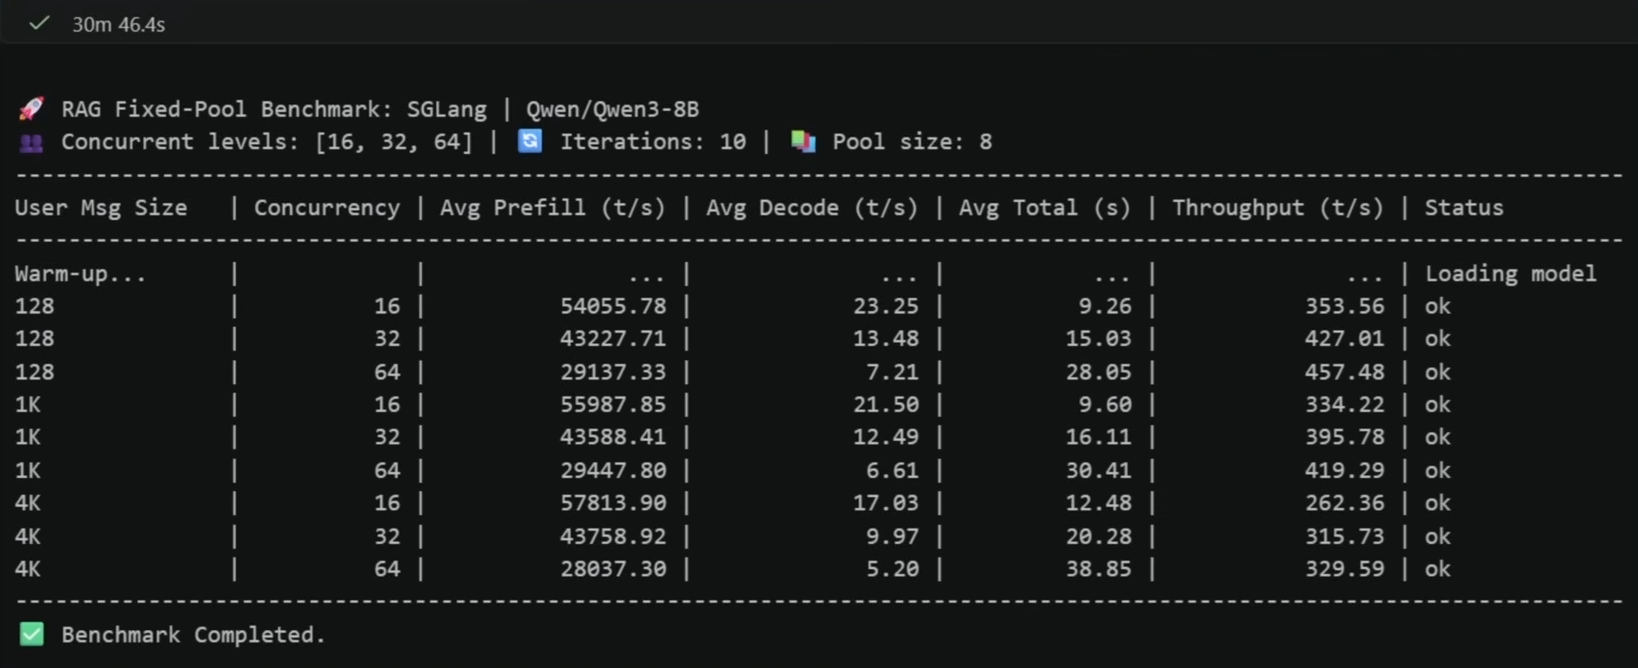 ✓ 30m 46.4s
🚀 RAG Fixed-Pool Benchmark: SGLang | Qwen/Qwen3-8B
👥 Concurrent levels: [16, 32, 64] | 🔄 Iterations: 10 | 📚 Pool size: 8
User Msg Size | Concurrency | Avg Prefill (t/s) | Avg Decode (t/s) | Avg Total (s) | Throughput (t/s) | Status
Warm-up... | | ... | ... | ... | ... | Loading model
128 | 16 | 54055.78 | 23.25 | 9.26 | 353.56 | ok
128 | 32 | 43227.71 | 13.48 | 15.03 | 427.01 | ok
128 | 64 | 29137.33 | 7.21 | 28.05 | 457.48 | ok
1K | 16 | 55987.85 | 21.50 | 9.60 | 334.22 | ok
1K | 32 | 43588.41 | 12.49 | 16.11 | 395.78 | ok
1K | 64 | 29447.80 | 6.61 | 30.41 | 419.29 | ok
4K | 16 | 57813.90 | 17.03 | 12.48 | 262.36 | ok
4K | 32 | 43758.92 | 9.97 | 20.28 | 315.73 | ok
4K | 64 | 28037.30 | 5.20 | 38.85 | 329.59 | ok
✅ Benchmark Completed.